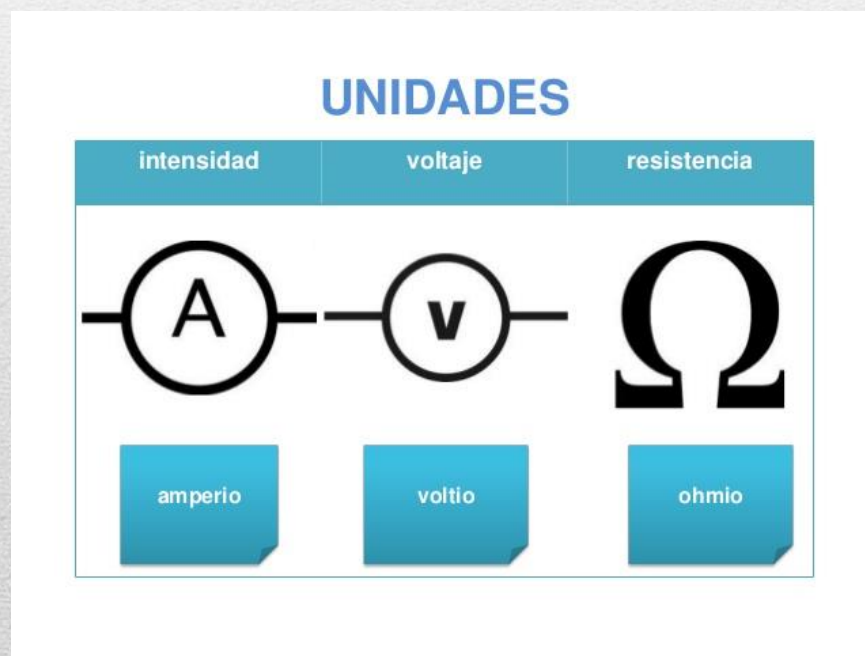 UNIDADES
intensidad voltaje resistencia
A v Ω
amperio voltio ohmio